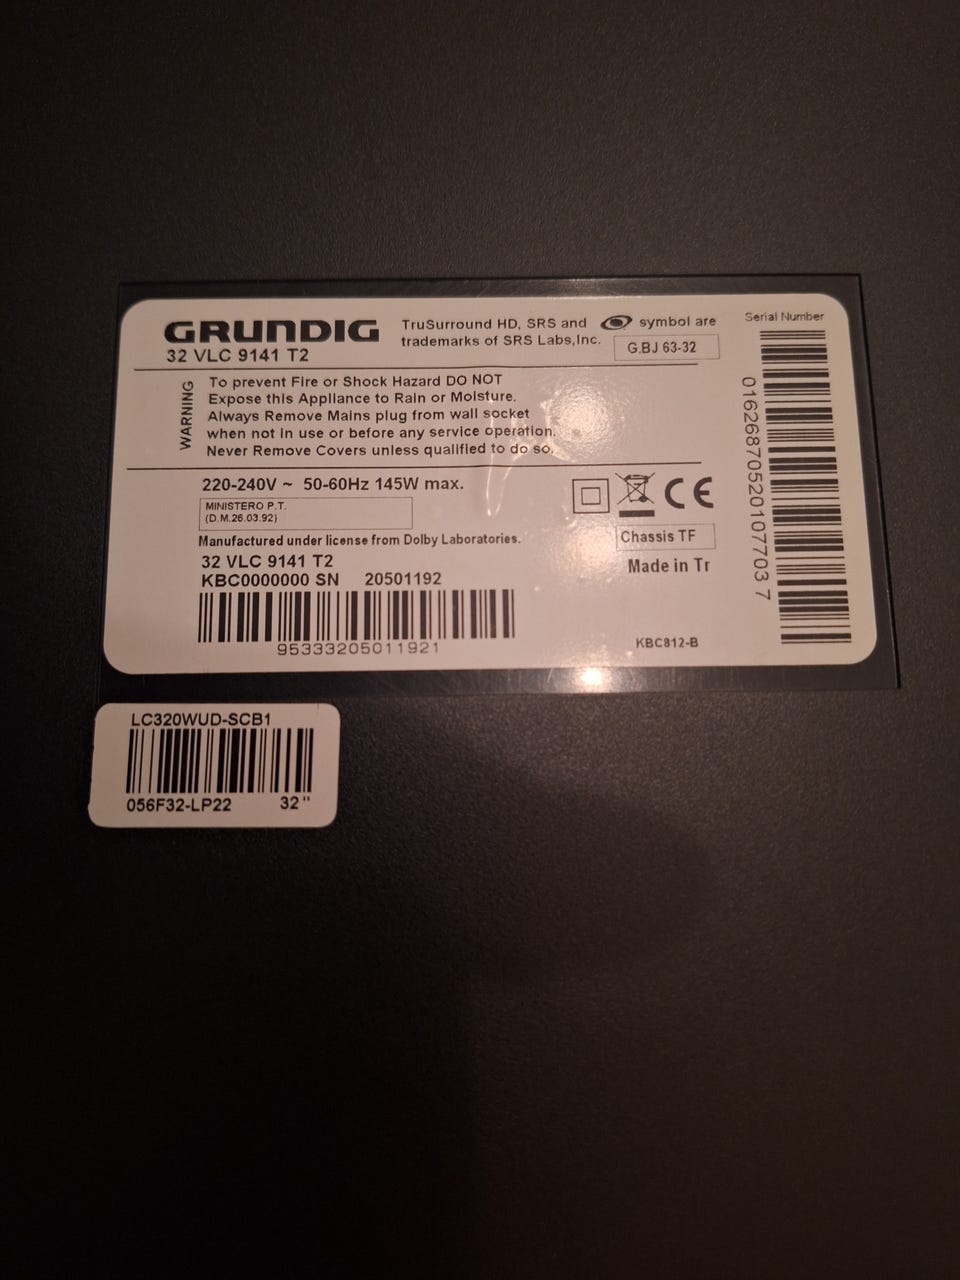 GRUNDIG
32 VLC 9141 T2
TruSurround HD, SRS and symbol are
trademarks of SRS Labs,Inc.
G.BJ 63-32
Serial Number
WARNING
To prevent Fire or Shock Hazard DO NOT
Expose this Appliance to Rain or Moisture.
Always Remove Mains plug from wall socket
when not in use or before any service operation.
Never Remove Covers unless qualified to do so.
01626870520107703 7
220-240V ~ 50-60Hz 145W max.
MINISTERO P.T.
(D.M.26.03.92)
CE
Manufactured under license from Dolby Laboratories.
Chassis TF
32 VLC 9141 T2
Made in Tr
KBC0000000 SN 20501192
95333205011921
KBC812-B
LC320WUD-SCB1
056F32-LP22 32"